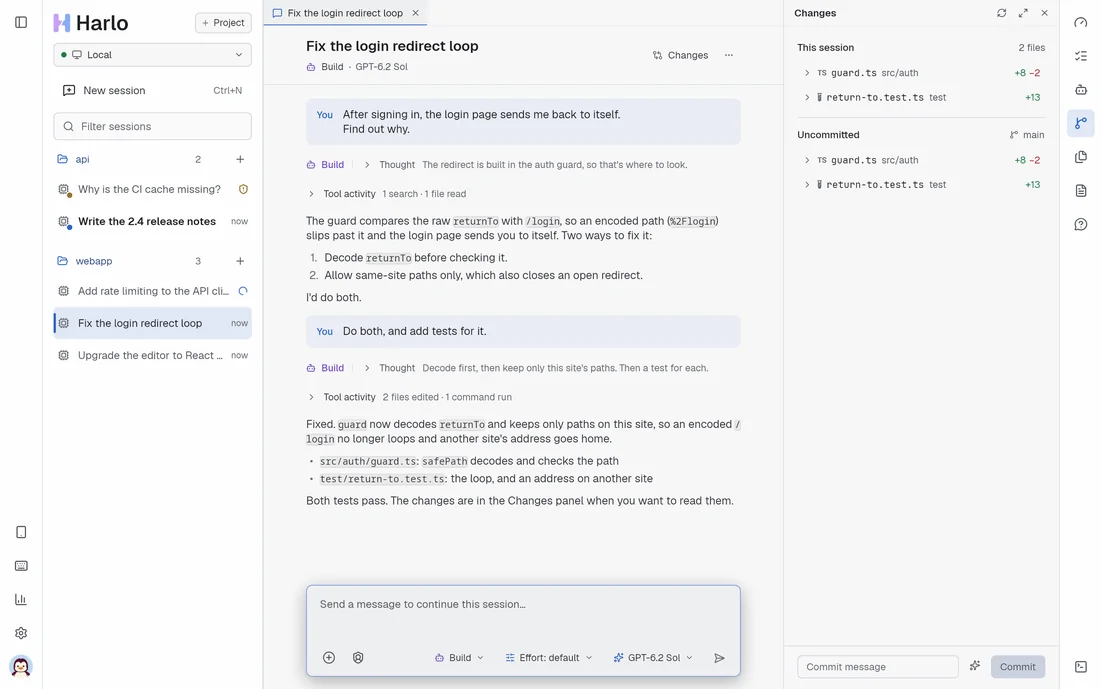 Harlo
+ Project
Local
New session
Ctrl+N
Filter sessions
api
2
Why is the CI cache missing?
Write the 2.4 release notes
now
webapp
3
Add rate limiting to the API cli...
Fix the login redirect loop
now
Upgrade the editor to React ...
now
Fix the login redirect loop
Fix the login redirect loop
Build · GPT-6.2 Sol
Changes
You
After signing in, the login page sends me back to itself.
Find out why.
Build
Thought The redirect is built in the auth guard, so that's where to look.
Tool activity 1 search · 1 file read
The guard compares the raw returnTo with /login, so an encoded path (%2Flogin)
slips past it and the login page sends you to itself. Two ways to fix it:
1. Decode returnTo before checking it.
2. Allow same-site paths only, which also closes an open redirect.
I'd do both.
You
Do both, and add tests for it.
Build
Thought Decode first, then keep only this site's paths. Then a test for each.
Tool activity 2 files edited · 1 command run
Fixed. guard now decodes returnTo and keeps only paths on this site, so an encoded /
login no longer loops and another site's address goes home.
• src/auth/guard.ts: safePath decodes and checks the path
• test/return-to.test.ts: the loop, and an address on another site
Both tests pass. The changes are in the Changes panel when you want to read them.
Send a message to continue this session...
Build
Effort: default
GPT-6.2 Sol
Changes
This session
2 files
TS guard.ts src/auth
+8 −2
return-to.test.ts test
+13
Uncommitted
main
TS guard.ts src/auth
+8 −2
return-to.test.ts test
+13
Commit message
Commit